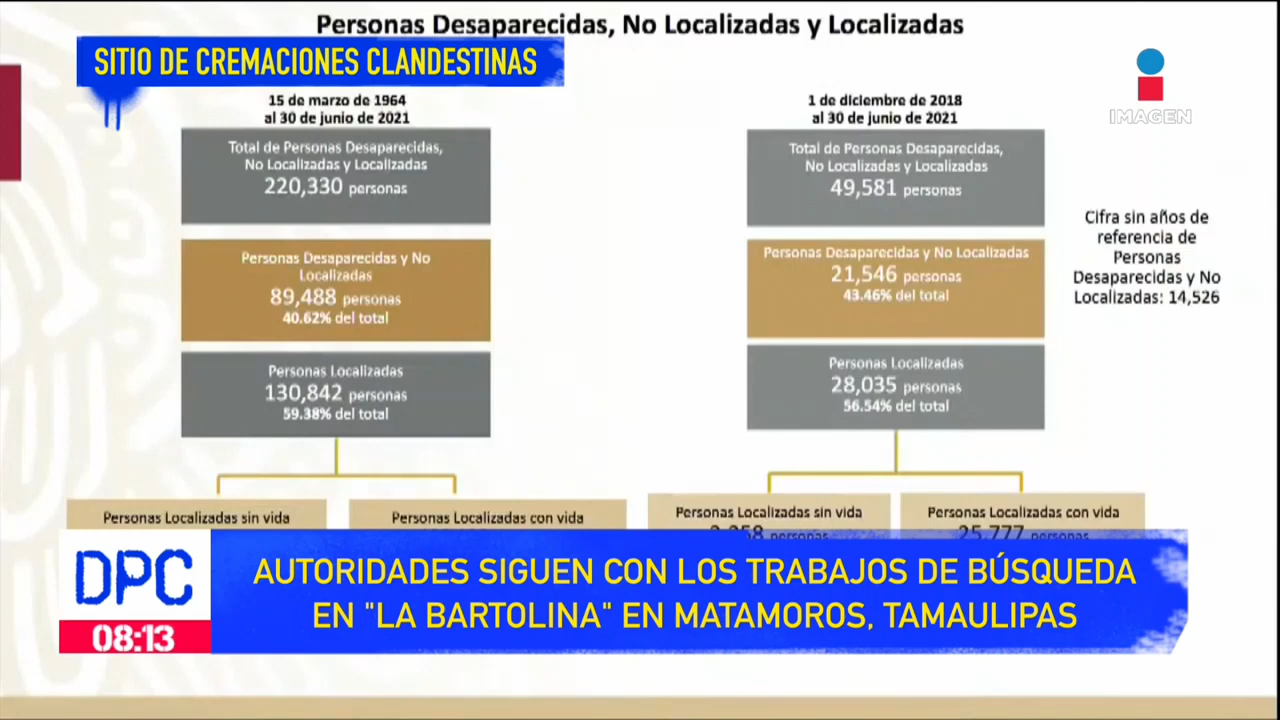 Personas Desaparecidas, No Localizadas y Localizadas
SITIO DE CREMACIONES CLANDESTINAS
IMAGEN
15 de marzo de 1964
al 30 de junio de 2021
Total de Personas Desaparecidas,
No Localizadas y Localizadas
220,330 personas
Personas Desaparecidas y No
Localizadas
89,488 personas
40.62% del total
Personas Localizadas
130,842 personas
59.38% del total
Personas Localizadas sin vida
Personas Localizadas con vida
1 de diciembre de 2018
al 30 de junio de 2021
Total de Personas Desaparecidas,
No Localizadas y Localizadas
49,581 personas
Personas Desaparecidas y No Localizadas
21,546 personas
43.46% del total
Personas Localizadas
28,035 personas
56.54% del total
Personas Localizadas sin vida
personas
Personas Localizadas con vida
25,777 personas
Cifra sin años de
referencia de
Personas
Desaparecidas y No
Localizadas: 14,526
DPC
08:13
AUTORIDADES SIGUEN CON LOS TRABAJOS DE BÚSQUEDA
EN "LA BARTOLINA" EN MATAMOROS, TAMAULIPAS